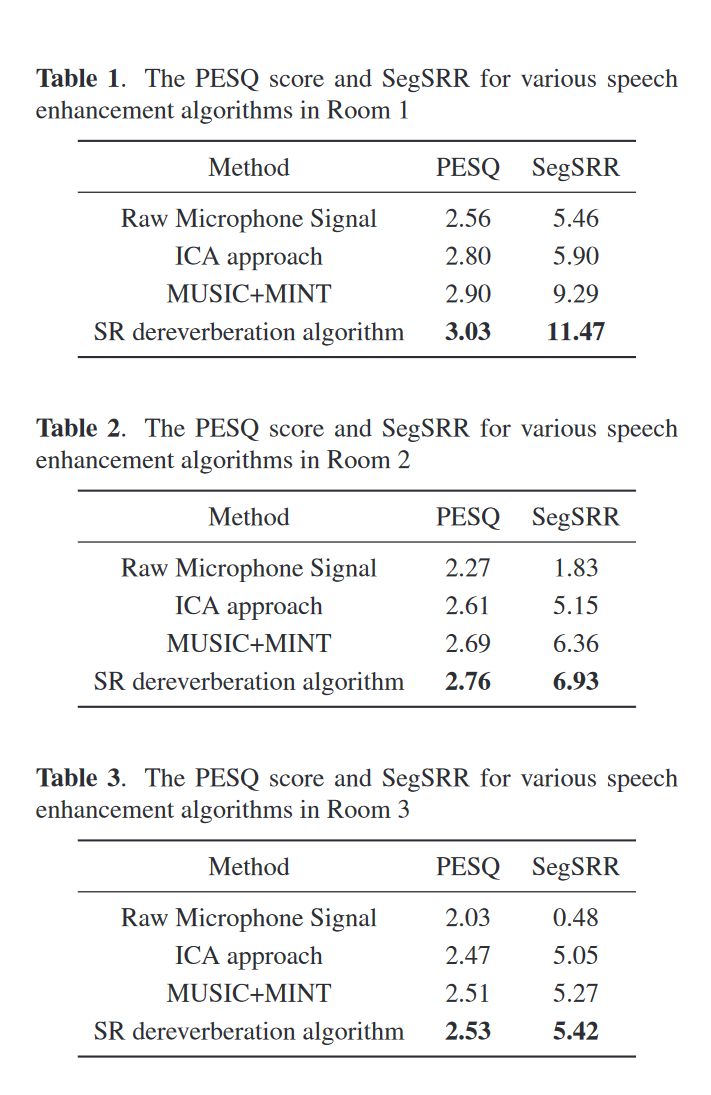 Table 1. The PESQ score and SegSRR for various speech
enhancement algorithms in Room 1
Method PESQ SegSRR
Raw Microphone Signal 2.56 5.46
ICA approach 2.80 5.90
MUSIC+MINT 2.90 9.29
SR dereverberation algorithm 3.03 11.47
Table 2. The PESQ score and SegSRR for various speech
enhancement algorithms in Room 2
Method PESQ SegSRR
Raw Microphone Signal 2.27 1.83
ICA approach 2.61 5.15
MUSIC+MINT 2.69 6.36
SR dereverberation algorithm 2.76 6.93
Table 3. The PESQ score and SegSRR for various speech
enhancement algorithms in Room 3
Method PESQ SegSRR
Raw Microphone Signal 2.03 0.48
ICA approach 2.47 5.05
MUSIC+MINT 2.51 5.27
SR dereverberation algorithm 2.53 5.42